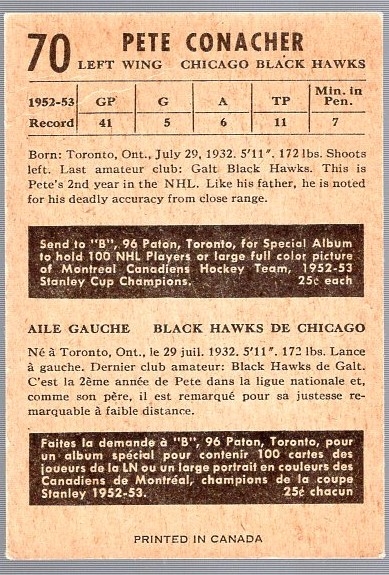 70 PETE CONACHER
LEFT WING CHICAGO BLACK HAWKS
1952-53 GP G A TP Min. in Pen.
Record 41 5 6 11 7
Born: Toronto, Ont., July 29, 1932. 5'11". 172 lbs. Shoots
left. Last amateur club: Galt Black Hawks. This is
Pete's 2nd year in the NHL. Like his father, he is noted
for his deadly accuracy from close range.
Send to "B", 96 Paton, Toronto, for Special Album
to hold 100 NHL Players or large full color picture
of Montreal Canadiens Hockey Team, 1952-53
Stanley Cup Champions. 25¢ each
AILE GAUCHE BLACK HAWKS DE CHICAGO
Né à Toronto, Ont., le 29 juil. 1932. 5'11". 172 lbs. Lance
à gauche. Dernier club amateur: Black Hawks de Galt.
C'est la 2ème année de Pete dans la ligue nationale et,
comme son père, il est remarqué pour sa justesse re-
marquable à faible distance.
Faites la demande à "B", 96 Paton, Toronto, pour
un album spécial pour contenir 100 cartes des
joueurs de la LN ou un large portrait en couleurs des
Canadiens de Montréal, champions de la coupe
Stanley 1952-53. 25¢ chacun
PRINTED IN CANADA